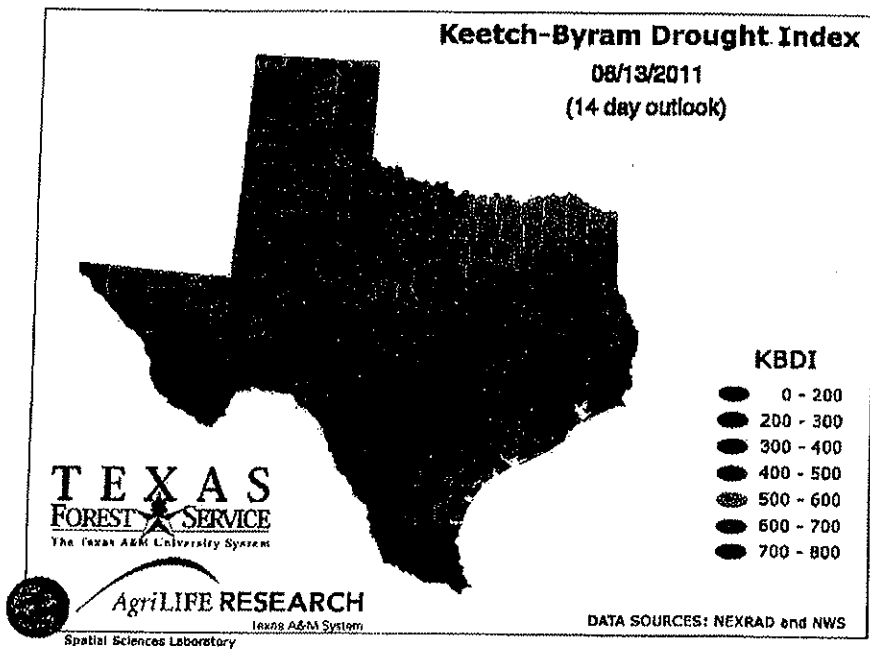 Keetch-Byram Drought Index
08/13/2011
(14 day outlook)
KBDI
0 - 200
200 - 300
300 - 400
400 - 500
500 - 600
600 - 700
700 - 800
TEXAS
FOREST SERVICE
The Texas A&M University System
AgriLIFE RESEARCH
Texas A&M System
Spatial Sciences Laboratory
DATA SOURCES: NEXRAD and NWS